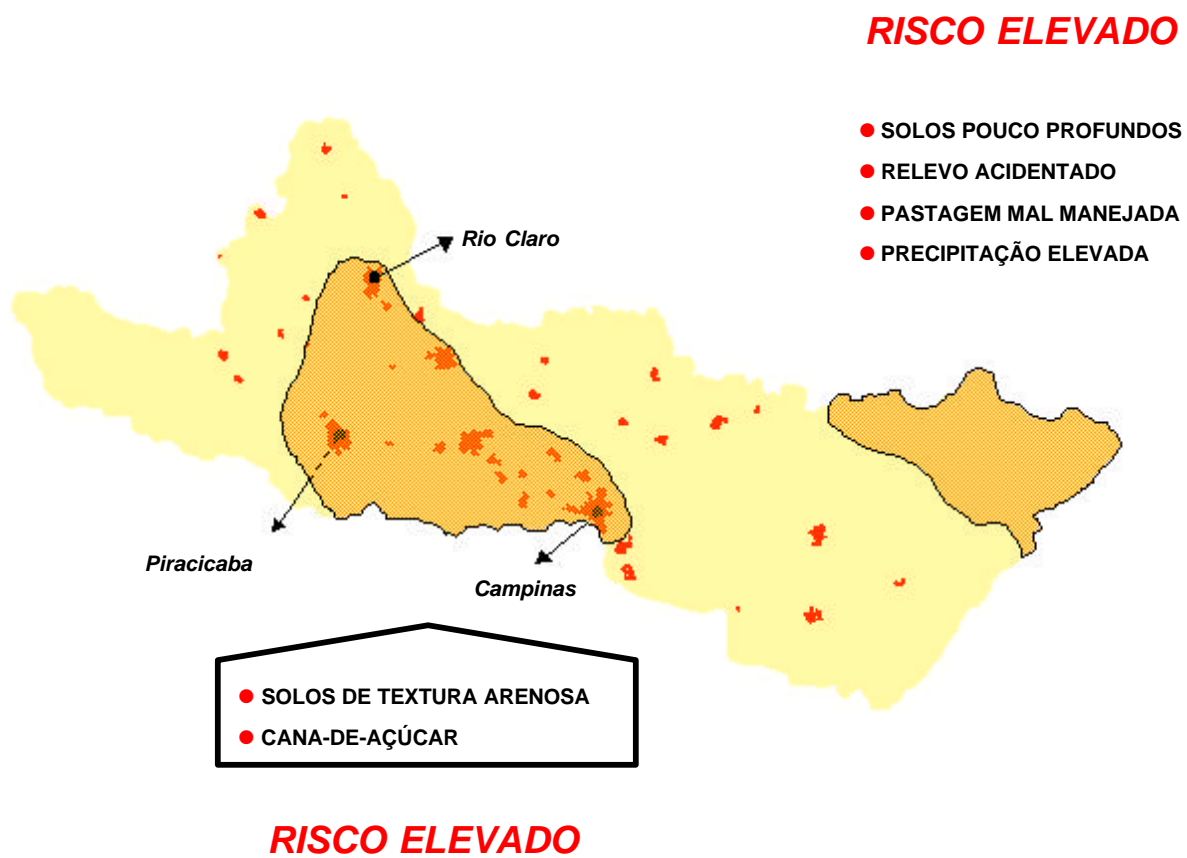 RISCO ELEVADO
SOLOS POUCO PROFUNDOS
RELEVO ACIDENTADO
PASTAGEM MAL MANEJADA
PRECIPITAÇÃO ELEVADA
Rio Claro
Piracicaba
Campinas
SOLOS DE TEXTURA ARENOSA
CANA-DE-AÇÚCAR
RISCO ELEVADO